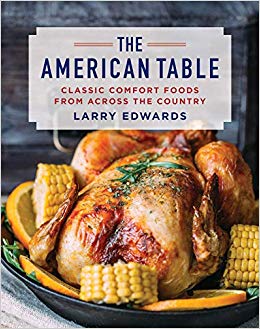 THE
AMERICAN TABLE
CLASSIC COMFORT FOODS
FROM ACROSS THE COUNTRY
LARRY EDWARDS